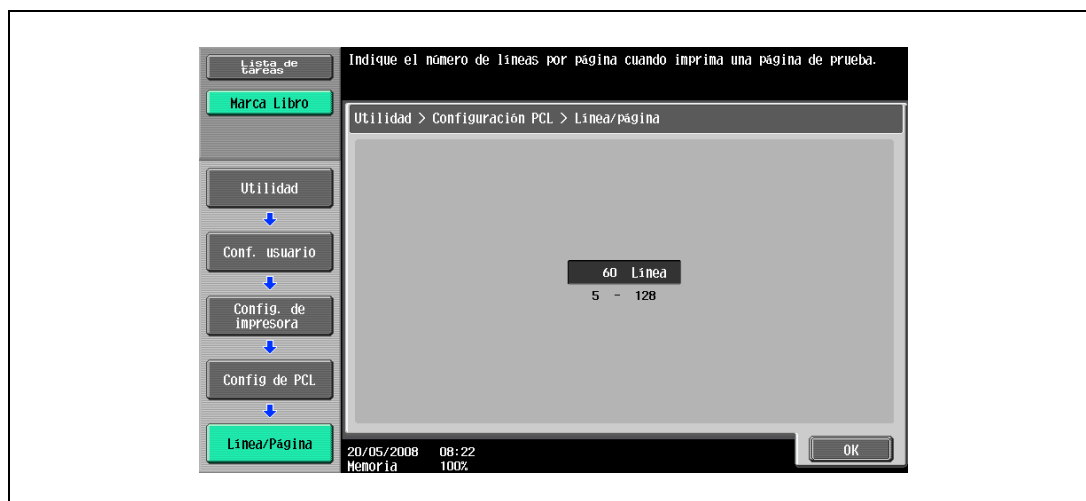 Lista de
tareas
Marca Libro
Indique el número de líneas por página cuando imprima una página de prueba.
Utilidad > Configuración PCL > Línea/página
Utilidad
Conf. usuario
Config. de
impresora
Config de PCL
Línea/Página
60 Línea
5 - 128
20/05/2008 08:22
Memoria 100%
OK